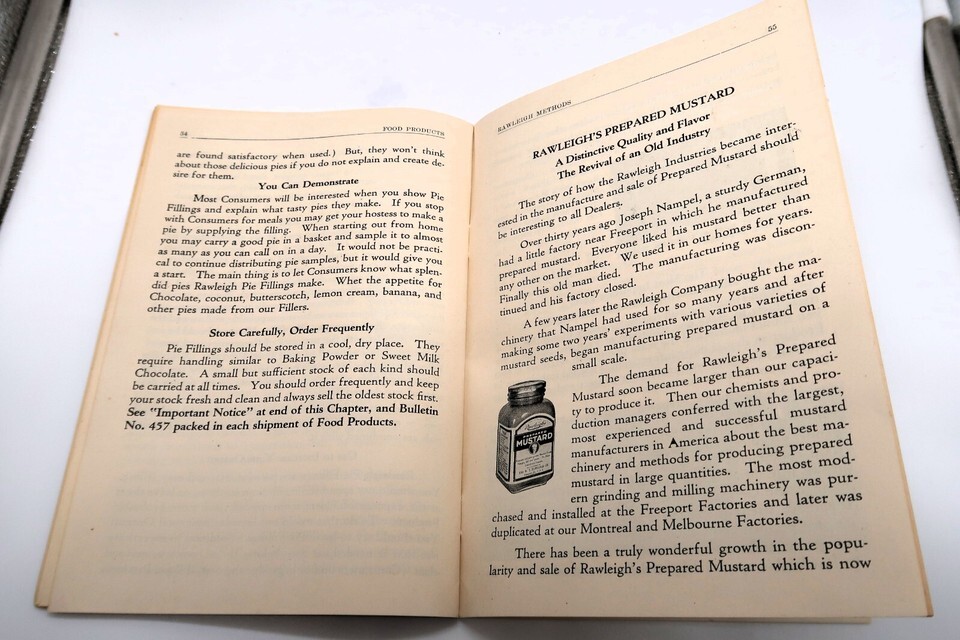 54 FOOD PRODUCTS
are found satisfactory when used.) But, they won't think
about those delicious pies if you do not explain and create de-
sire for them.
You Can Demonstrate
Most Consumers will be interested when you show Pie
Fillings and explain what tasty pies they make. If you stop
with Consumers for meals you may get your hostess to make a
pie by supplying the filling. When starting out from home
you may carry a good pie in a basket and sample it to almost
as many as you can call on in a day. It would not be practi-
cal to continue distributing pie samples, but it would give you
a start. The main thing is to let Consumers know what splen-
did pies Rawleigh Pie Fillings make. Whet the appetite for
Chocolate, coconut, butterscotch, lemon cream, banana, and
other pies made from our Fillers.
Store Carefully, Order Frequently
Pie Fillings should be stored in a cool, dry place. They
require handling similar to Baking Powder or Sweet Milk
Chocolate. A small but sufficient stock of each kind should
be carried at all times. You should order frequently and keep
your stock fresh and clean and always sell the oldest stock first.
See "Important Notice" at end of this Chapter, and Bulletin
No. 457 packed in each shipment of Food Products.
RAWLEIGH METHODS 55
RAWLEIGH'S PREPARED MUSTARD
A Distinctive Quality and Flavor
The Revival of an Old Industry
The story of how the Rawleigh Industries became inter-
ested in the manufacture and sale of Prepared Mustard should
be interesting to all Dealers.
Over thirty years ago Joseph Nampel, a sturdy German,
had a little factory near Freeport in which he manufactured
prepared mustard. Everyone liked his mustard better than
any other on the market. We used it in our homes for years.
Finally this old man died. The manufacturing was discon-
tinued and his factory closed.
A few years later the Rawleigh Company bought the ma-
chinery that Nampel had used for so many years and after
making some two years' experiments with various varieties of
mustard seeds, began manufacturing prepared mustard on a
small scale.
The demand for Rawleigh's Prepared
Mustard soon became larger than our capaci-
ty to produce it. Then our chemists and pro-
duction managers conferred with the largest,
most experienced and successful mustard
manufacturers in America about the best ma-
chinery and methods for producing prepared
mustard in large quantities. The most mod-
ern grinding and milling machinery was pur-
chased and installed at the Freeport Factories and later was
duplicated at our Montreal and Melbourne Factories.
There has been a truly wonderful growth in the popu-
larity and sale of Rawleigh's Prepared Mustard which is now
Rawleigh's
PREPARED
MUSTARD